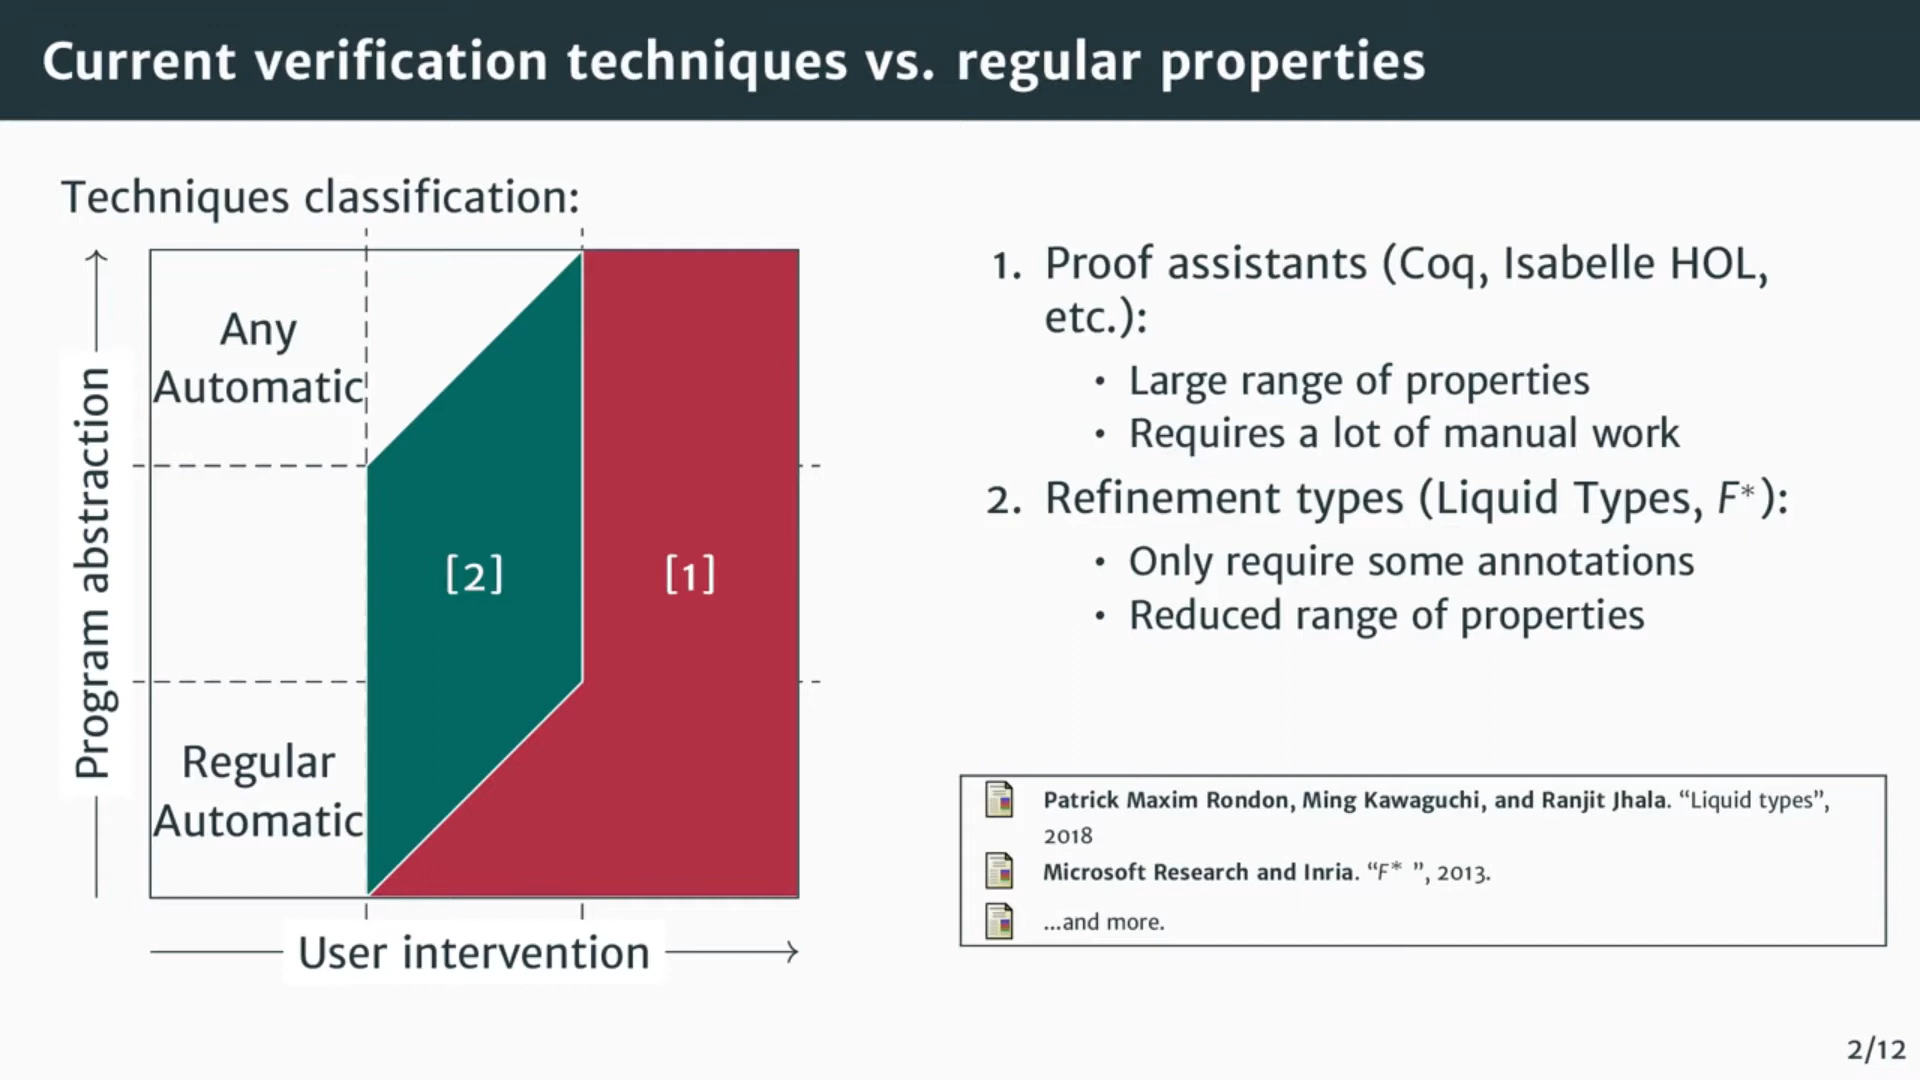 Current verification techniques vs. regular properties
Techniques classification:
Any
Automatic
Regular
Automatic
Program abstraction
[2]
[1]
User intervention
1. Proof assistants (Coq, Isabelle HOL,
etc.):
• Large range of properties
• Requires a lot of manual work
2. Refinement types (Liquid Types, F*):
• Only require some annotations
• Reduced range of properties
Patrick Maxim Rondon, Ming Kawaguchi, and Ranjit Jhala. “Liquid types”,
2018
Microsoft Research and Inria. “F* ”, 2013.
...and more.
2/12